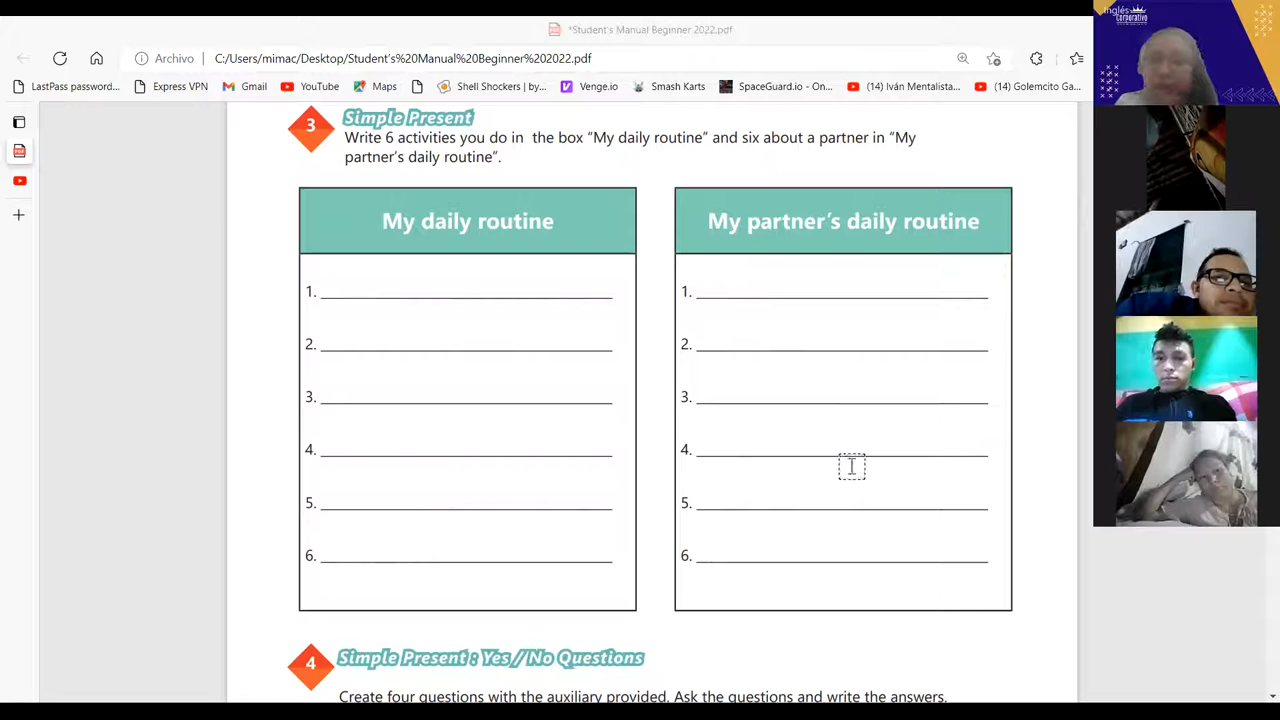 *Student's Manual Beginner 2022.pdf
Archivo
C:/Users/mimac/Desktop/Student's%20Manual%20Beginner%202022.pdf
LastPass password...
Express VPN
Gmail
YouTube
Maps
Shell Shockers | by...
Venge.io
Smash Karts
SpaceGuard.io - On...
(14) Iván Mentalista...
(14) Golemcito Ga...
Inglés
Corporativo
3
Simple Present
Write 6 activities you do in the box “My daily routine” and six about a partner in “My
partner’s daily routine”.
My daily routine
1.
2.
3.
4.
5.
6.
My partner’s daily routine
1.
2.
3.
4.
5.
6.
4
Simple Present : Yes / No Questions
Create four questions with the auxiliary provided. Ask the questions and write the answers.